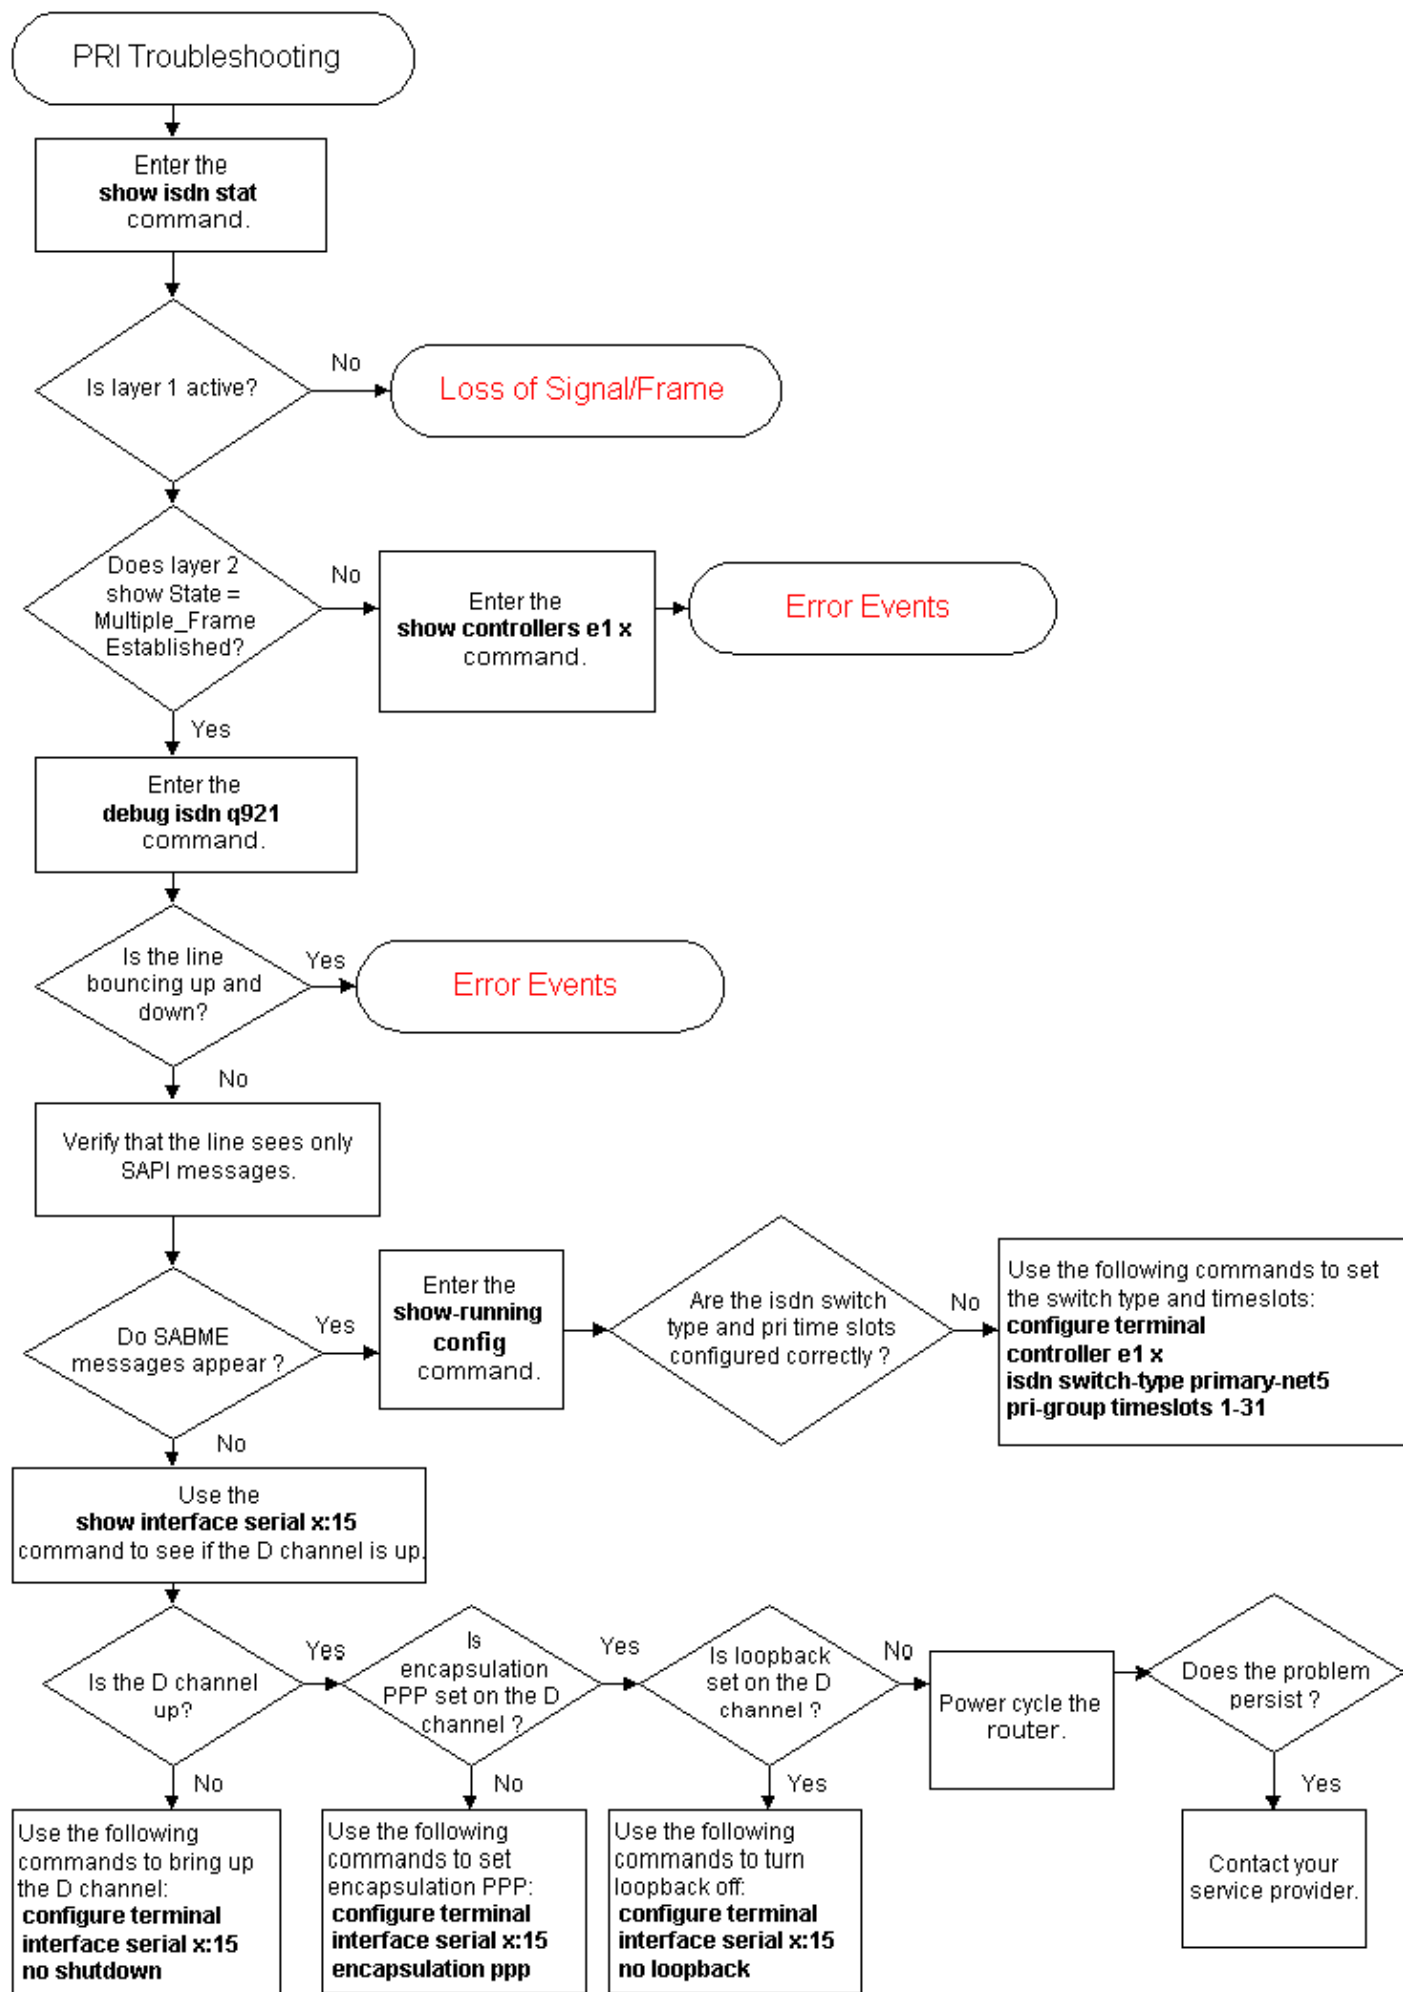 PRI Troubleshooting
Enter the
show isdn stat
command.
Is layer 1 active?
No
Loss of Signal/Frame
Does layer 2
show State =
Multiple_Frame
Established?
No
Enter the
show controllers e1 x
command.
Error Events
Yes
Enter the
debug isdn q921
command.
Is the line
bouncing up and
down?
Yes
Error Events
No
Verify that the line sees only
SAPI messages.
Do SABME
messages appear ?
Yes
Enter the
show-running
config
command.
Are the isdn switch
type and pri time slots
configured correctly ?
No
Use the following commands to set
the switch type and timeslots:
configure terminal
controller e1 x
isdn switch-type primary-net5
pri-group timeslots 1-31
No
Use the
show interface serial x:15
command to see if the D channel is up.
Is the D channel
up?
Yes
Is
encapsulation
PPP set on the D
channel ?
Yes
Is loopback
set on the D
channel ?
No
Power cycle the
router.
Does the problem
persist ?
No
Use the following
commands to bring up
the D channel:
configure terminal
interface serial x:15
no shutdown
No
Use the following
commands to set
encapsulation PPP:
configure terminal
interface serial x:15
encapsulation ppp
Yes
Use the following
commands to turn
loopback off:
configure terminal
interface serial x:15
no loopback
Yes
Contact your
service provider.